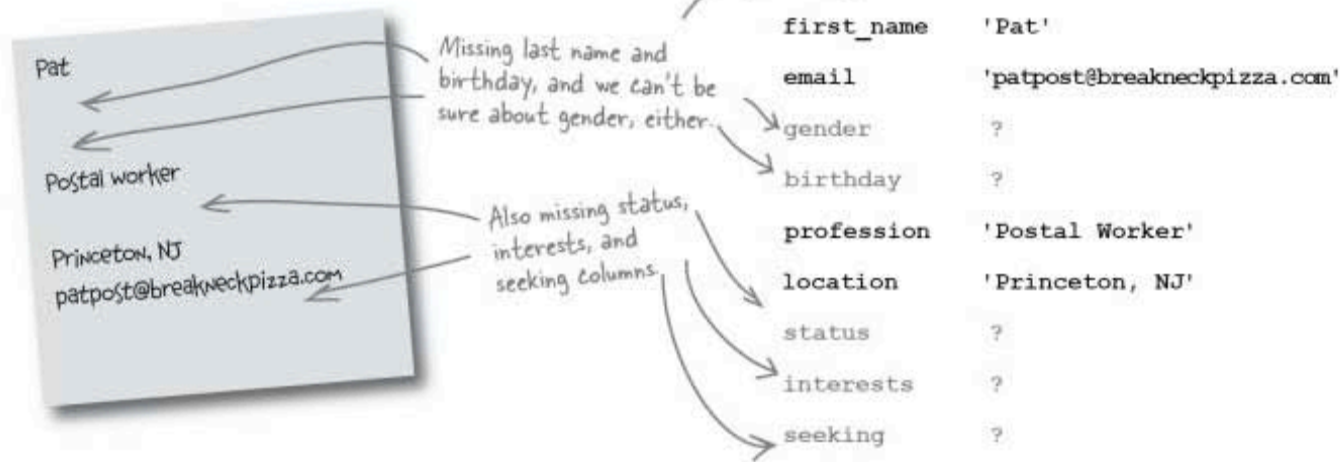 Pat
Postal worker
Princeton, NJ
patpost@breakneckpizza.com
Missing last name and
birthday, and we can't be
sure about gender, either.
Also missing status,
interests, and
seeking columns.
first_name 'Pat'
email 'patpost@breakneckpizza.com'
gender ?
birthday ?
profession 'Postal Worker'
location 'Princeton, NJ'
status ?
interests ?
seeking ?